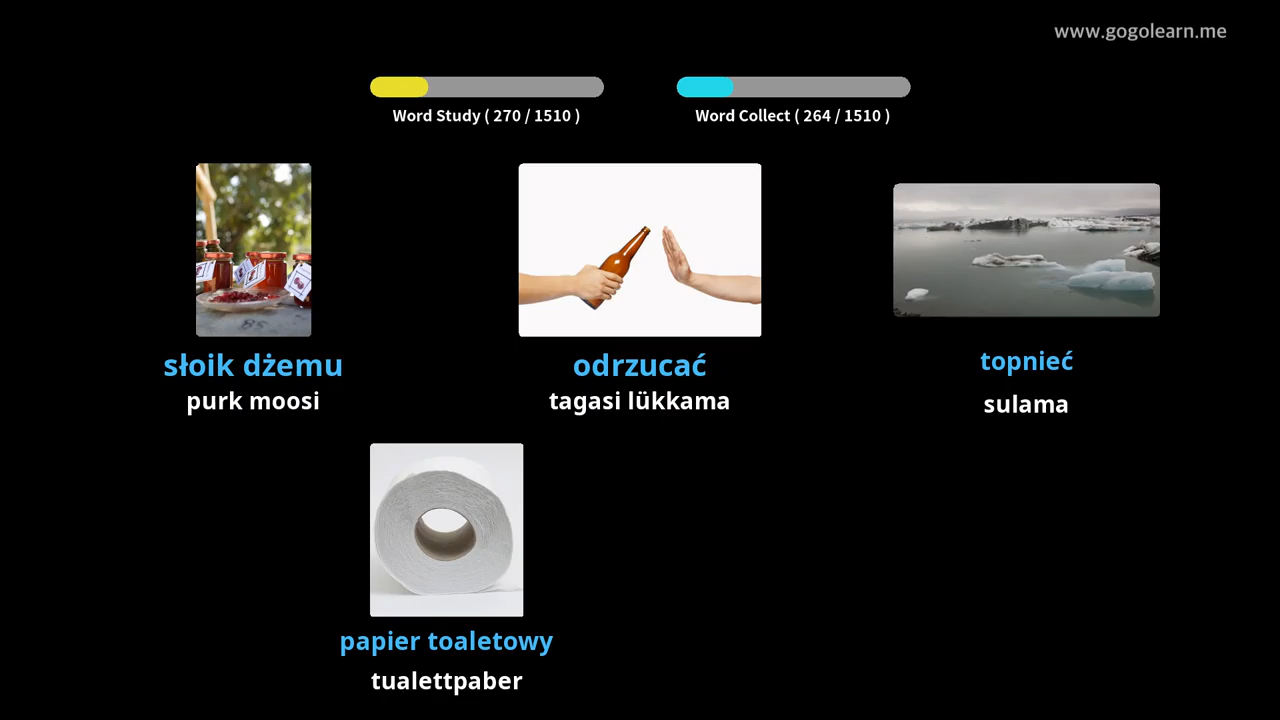 www.gogolearn.me
Word Study ( 270 / 1510 )
Word Collect ( 264 / 1510 )
słoik dżemu
purk moosi
odrzucać
tagasi lükkama
topnieć
sulama
papier toaletowy
tualettpaber